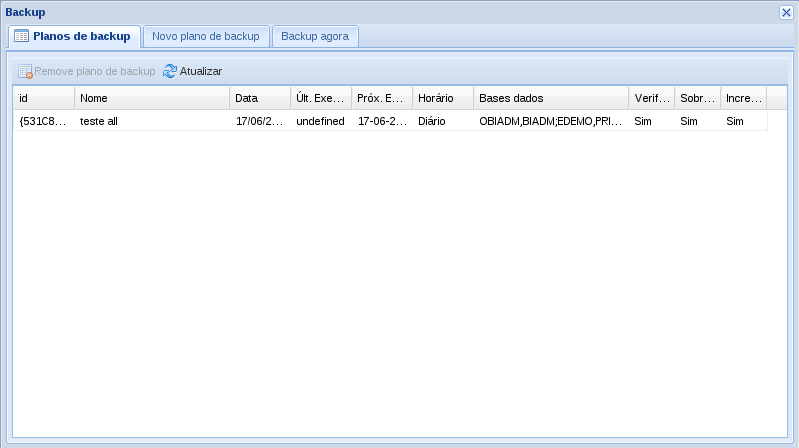 Backup
Planos de backup Novo plano de backup Backup agora
Remove plano de backup Atualizar
id Nome Data Últ. Exe... Próx. E... Horário Bases dados Verif... Sobr... Incre...
{531C8... teste all 17/06/2... undefined 17-06-2... Diário OBIADM,BIADM;EDEMO,PRI... Sim Sim Sim